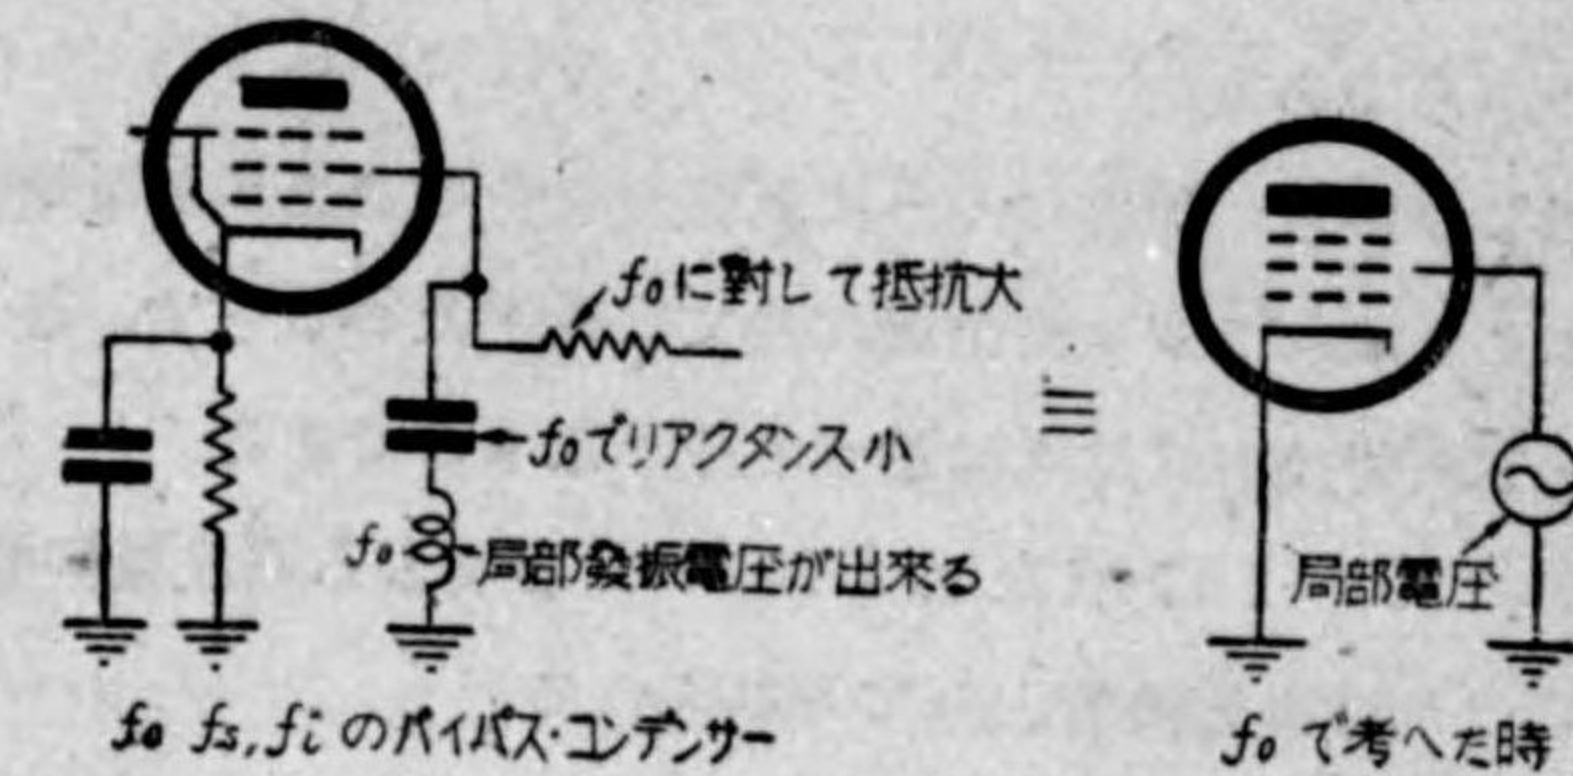 f₀に對して抵抗大
f₀でリアクタンス小
f₀
局部發振電圧が出来る
f₀ fs, fi のバイパス・コンデンサー
≡
局部電圧
f₀ で考へた時